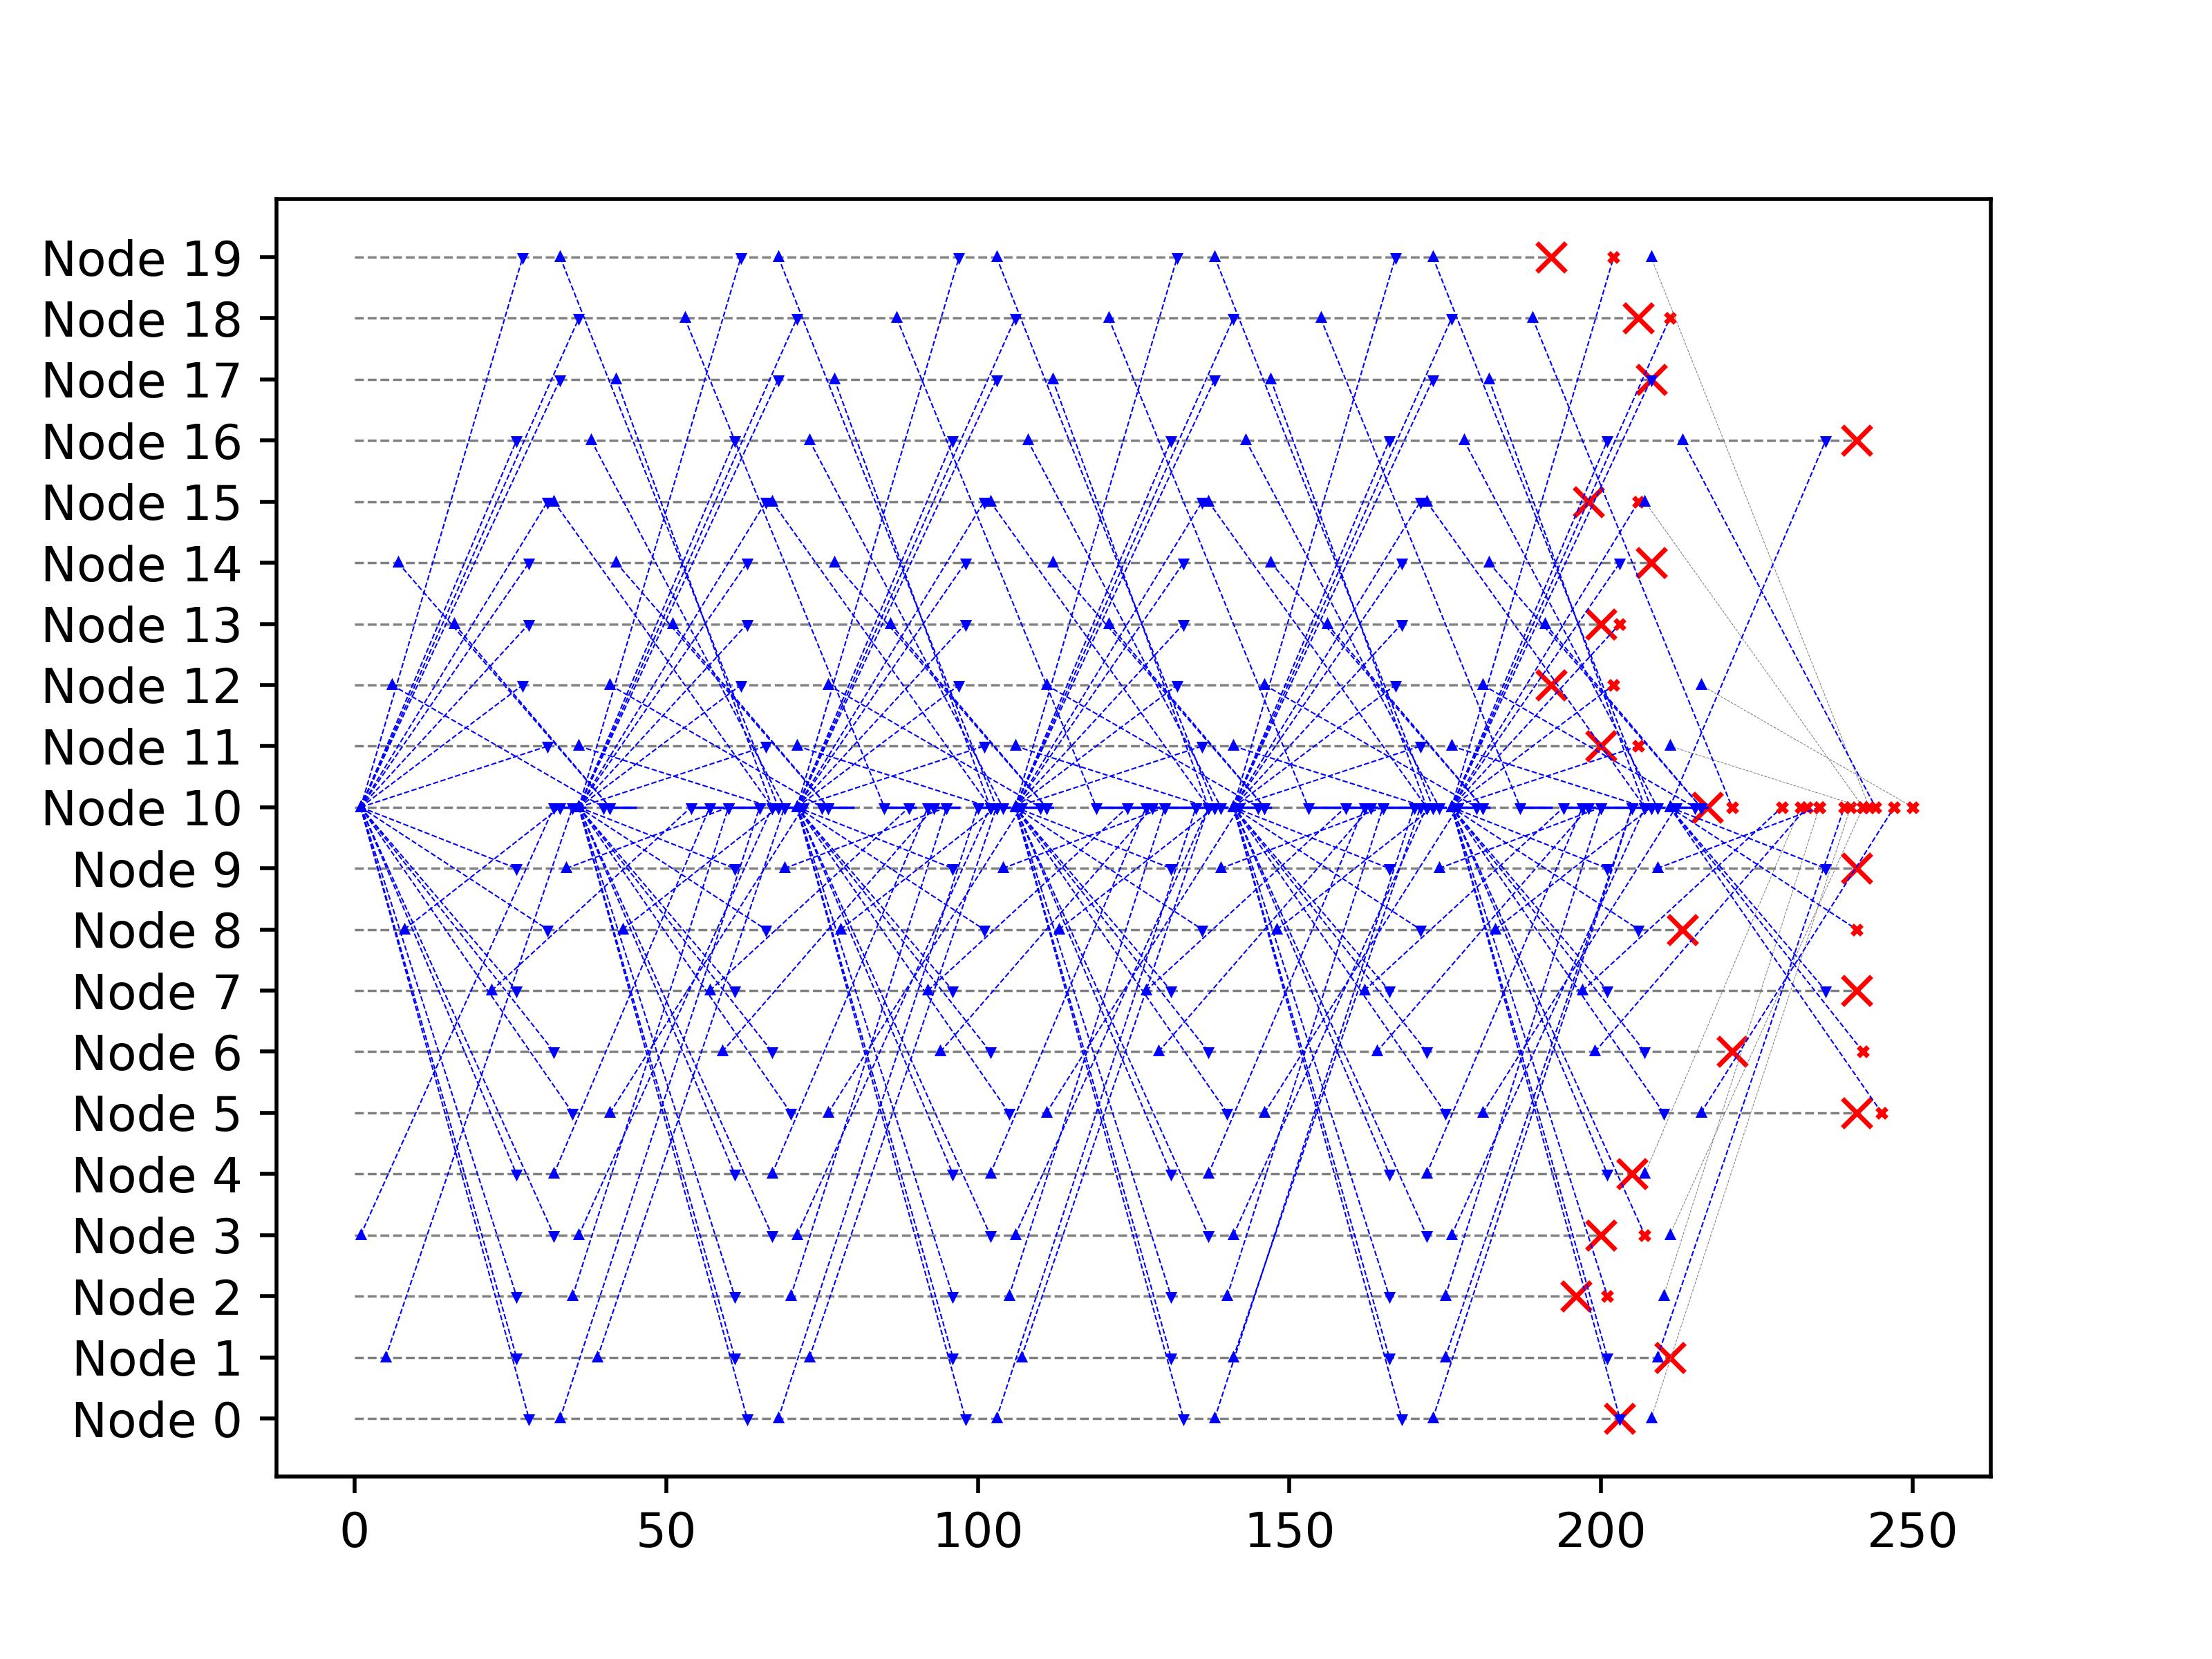 Node 19
Node 18
Node 17
Node 16
Node 15
Node 14
Node 13
Node 12
Node 11
Node 10
Node 9
Node 8
Node 7
Node 6
Node 5
Node 4
Node 3
Node 2
Node 1
Node 0
0 50 100 150 200 250